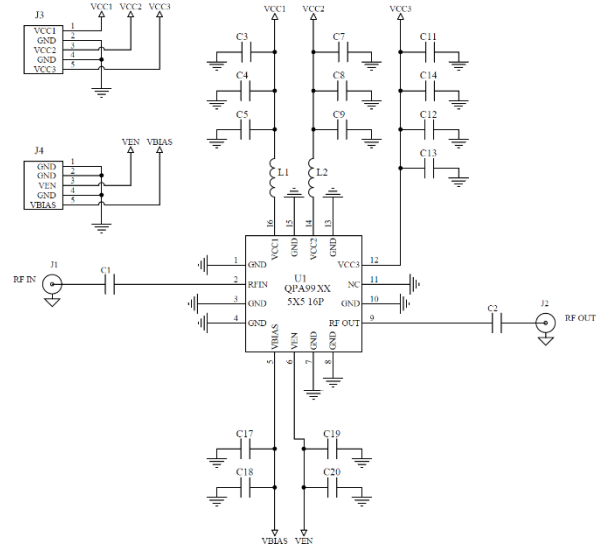 J3
VCC1 VCC2 VCC3
VCC1 1
GND 2
VCC2 3
GND 4
VCC3 5
VCC1 VCC2 VCC3
C3 C7 C11
C4 C8 C14
C5 C9 C12
C13
J4
VEN VBIAS
GND 1
GND 2
VEN 3
GND 4
VBIAS 5
L1 L2
16 15 14 13
VCC1 GND VCC2 GND
1 GND VCC3 12
2 RFIN NC 11
3 GND GND 10
4 GND RF OUT 9
U1
QPA99XX
5X5 16P
VBIAS VEN GND GND
5 6 7 8
J1
RF IN
C1
C2
J2
RF OUT
C17 C19
C18 C20
VBIAS VEN